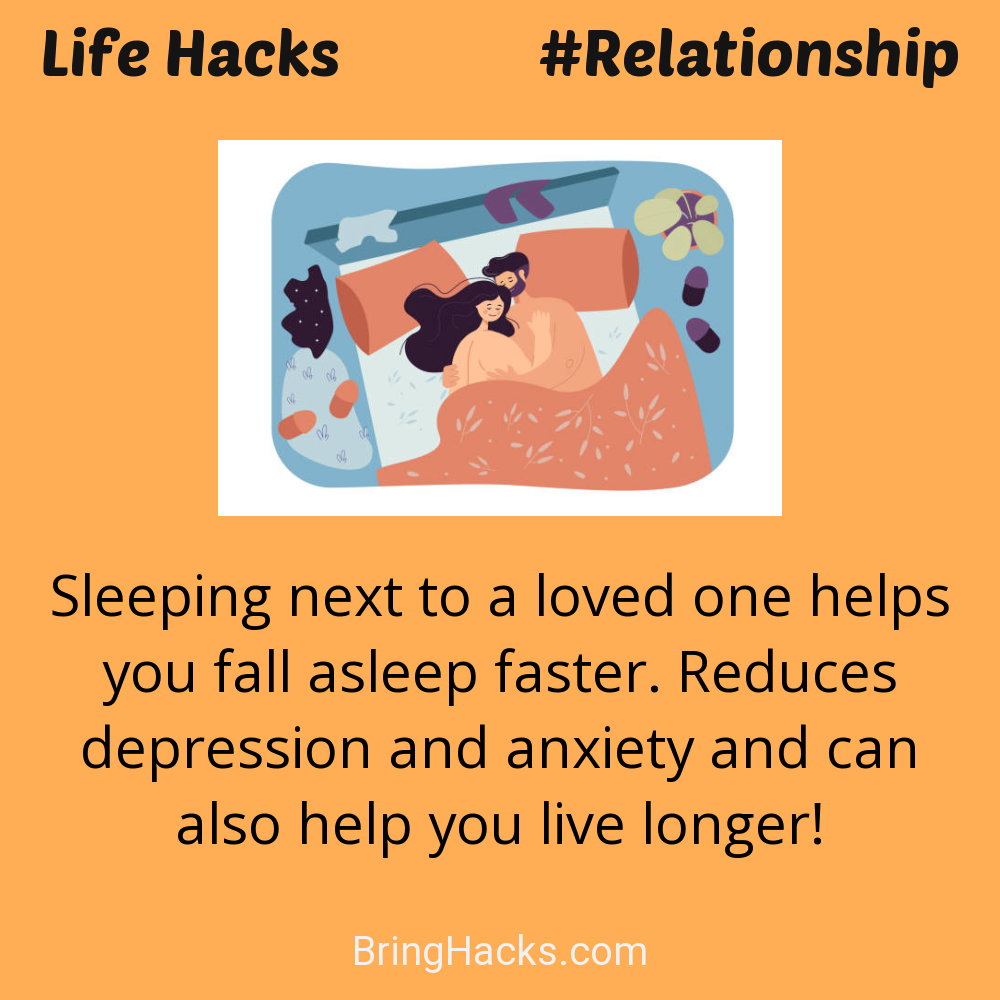 Life Hacks #Relationship
Sleeping next to a loved one helps
you fall asleep faster. Reduces
depression and anxiety and can
also help you live longer!
BringHacks.com